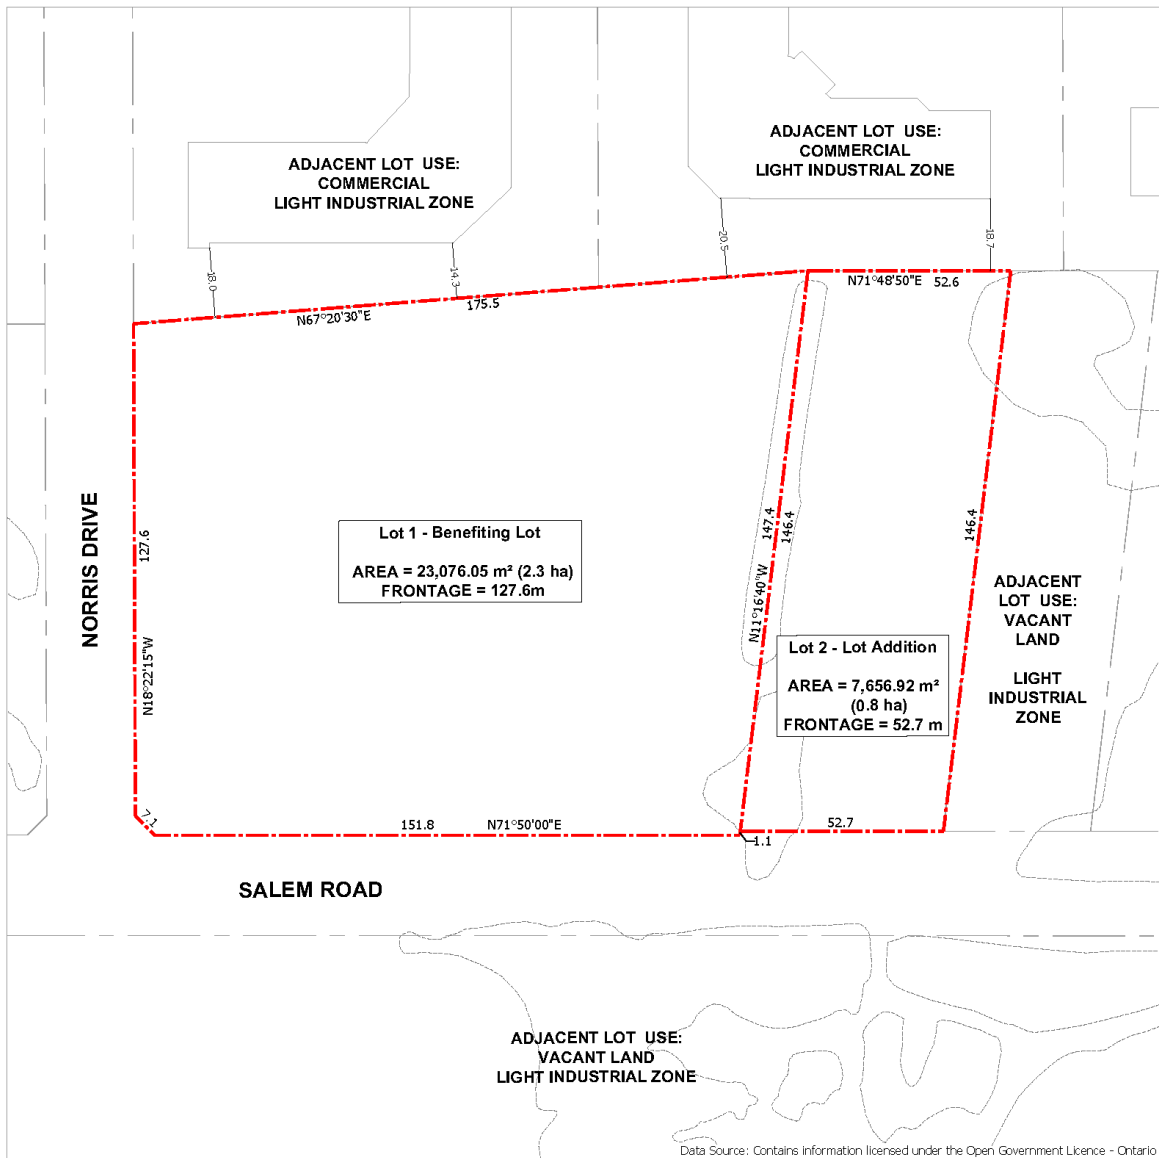 ADJACENT LOT USE:
COMMERCIAL
LIGHT INDUSTRIAL ZONE
ADJACENT LOT USE:
COMMERCIAL
LIGHT INDUSTRIAL ZONE
18.0
14.3
20.5
18.7
N67°20'30"E
175.5
N71°48'50"E
52.6
NORRIS DRIVE
127.6
N18°22'15"W
Lot 1 - Benefiting Lot
AREA = 23,076.05 m² (2.3 ha)
FRONTAGE = 127.6m
147.4
146.4
N11°16'40"W
146.4
ADJACENT
LOT USE:
VACANT
LAND
LIGHT
INDUSTRIAL
ZONE
Lot 2 - Lot Addition
AREA = 7,656.92 m²
(0.8 ha)
FRONTAGE = 52.7 m
7.1
151.8
N71°50'00"E
52.7
1.1
SALEM ROAD
ADJACENT LOT USE:
VACANT LAND
LIGHT INDUSTRIAL ZONE
Data Source: Contains information licensed under the Open Government Licence - Ontario